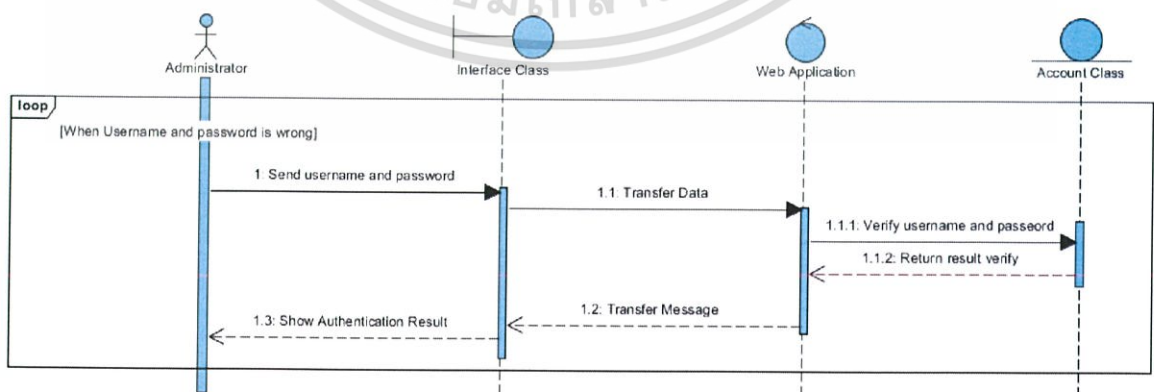 Administrator
Interface Class
Web Application
Account Class
loop
[When Username and password is wrong]
1: Send username and password
1.1: Transfer Data
1.1.1: Verify username and passeord
1.1.2: Return result verify
1.2: Transfer Message
1.3: Show Authentication Result